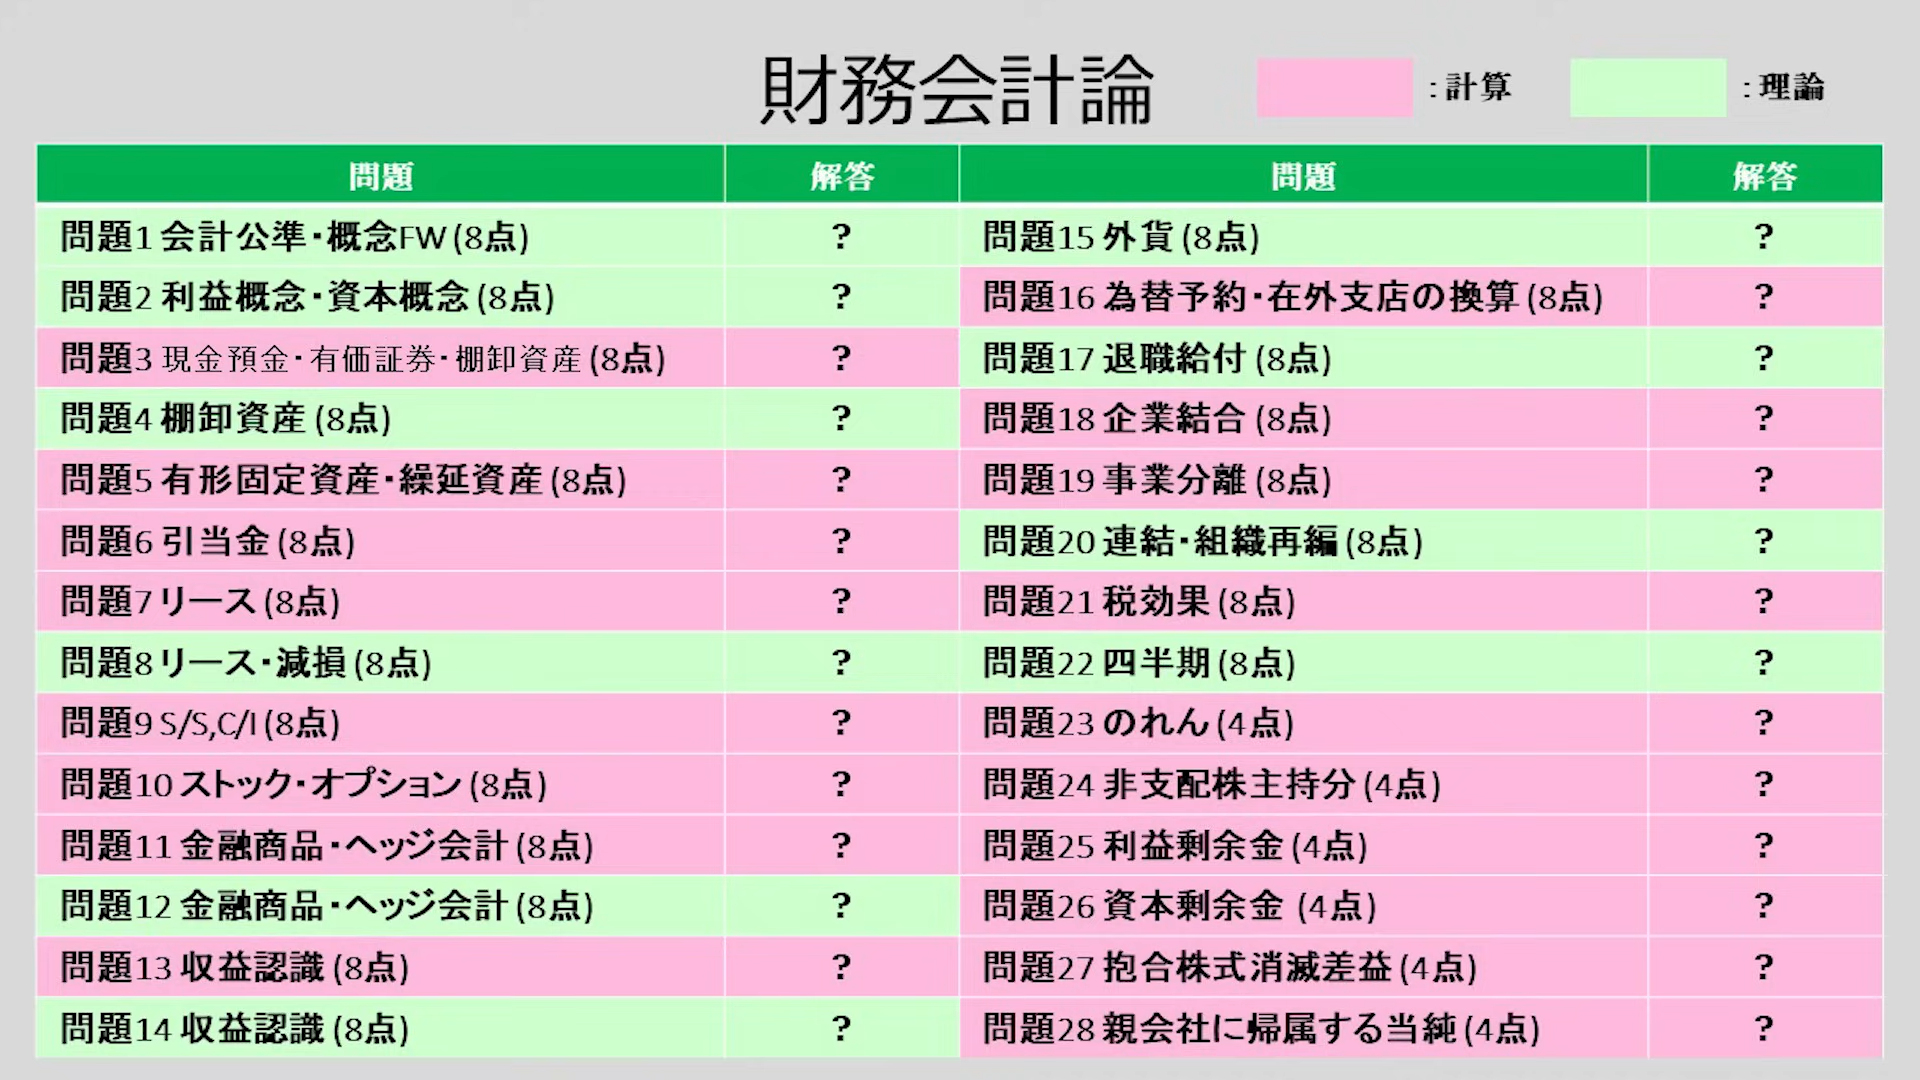 財務会計論
:計算
:理論
問題 解答 問題 解答
問題1 会計公準・概念FW (8点) ? 問題15 外貨 (8点) ?
問題2 利益概念・資本概念 (8点) ? 問題16 為替予約・在外支店の換算 (8点) ?
問題3 現金預金・有価証券・棚卸資産 (8点) ? 問題17 退職給付 (8点) ?
問題4 棚卸資産 (8点) ? 問題18 企業結合 (8点) ?
問題5 有形固定資産・繰延資産 (8点) ? 問題19 事業分離 (8点) ?
問題6 引当金 (8点) ? 問題20 連結・組織再編 (8点) ?
問題7 リース (8点) ? 問題21 税効果 (8点) ?
問題8 リース・減損 (8点) ? 問題22 四半期 (8点) ?
問題9 S/S,C/I (8点) ? 問題23 のれん (4点) ?
問題10 ストック・オプション (8点) ? 問題24 非支配株主持分 (4点) ?
問題11 金融商品・ヘッジ会計 (8点) ? 問題25 利益剰余金 (4点) ?
問題12 金融商品・ヘッジ会計 (8点) ? 問題26 資本剰余金 (4点) ?
問題13 収益認識 (8点) ? 問題27 抱合株式消滅差益 (4点) ?
問題14 収益認識 (8点) ? 問題28 親会社に帰属する当純 (4点) ?